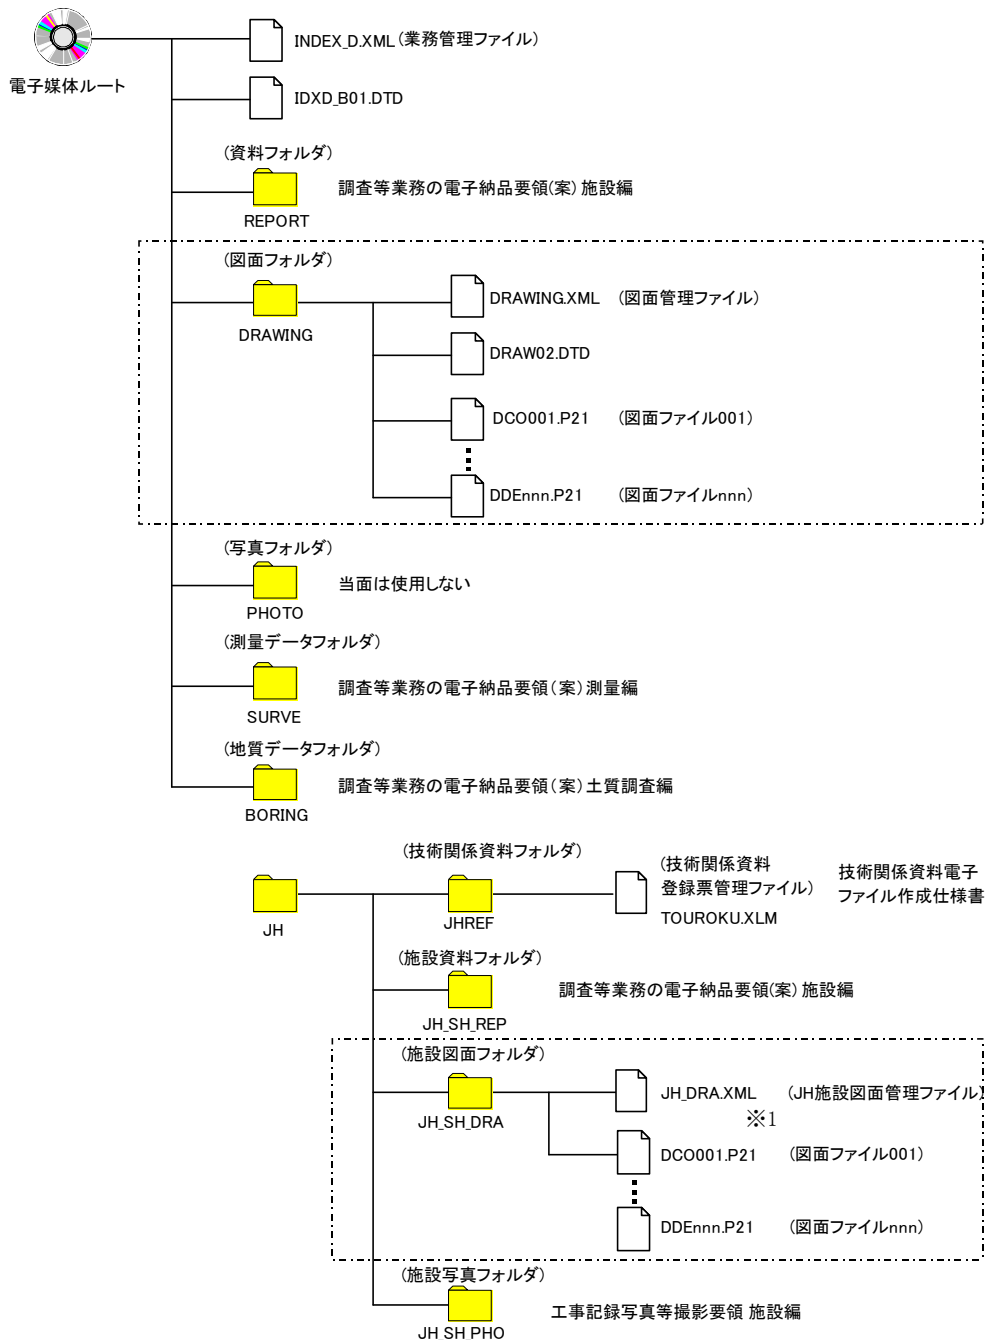 INDEX_D.XML(業務管理ファイル)
電子媒体ルート
IDXD_B01.DTD
(資料フォルダ)
調査等業務の電子納品要領(案)施設編
REPORT
(図面フォルダ)
DRAWING.XML (図面管理ファイル)
DRAWING
DRAW02.DTD
DCO001.P21 (図面ファイル001)
DDEnnn.P21 (図面ファイルnnn)
(写真フォルダ)
当面は使用しない
PHOTO
(測量データフォルダ)
調査等業務の電子納品要領(案)測量編
SURVE
(地質データフォルダ)
調査等業務の電子納品要領(案)土質調査編
BORING
(技術関係資料フォルダ)
(技術関係資料
登録票管理ファイル)
TOUROKU.XLM
技術関係資料電子
ファイル作成仕様書
JH
JHREF
(施設資料フォルダ)
調査等業務の電子納品要領(案)施設編
JH_SH_REP
(施設図面フォルダ)
JH_DRA.XML (JH施設図面管理ファイル)
※1
JH_SH_DRA
DCO001.P21 (図面ファイル001)
DDEnnn.P21 (図面ファイルnnn)
(施設写真フォルダ)
工事記録写真等撮影要領 施設編
JH SH PHO